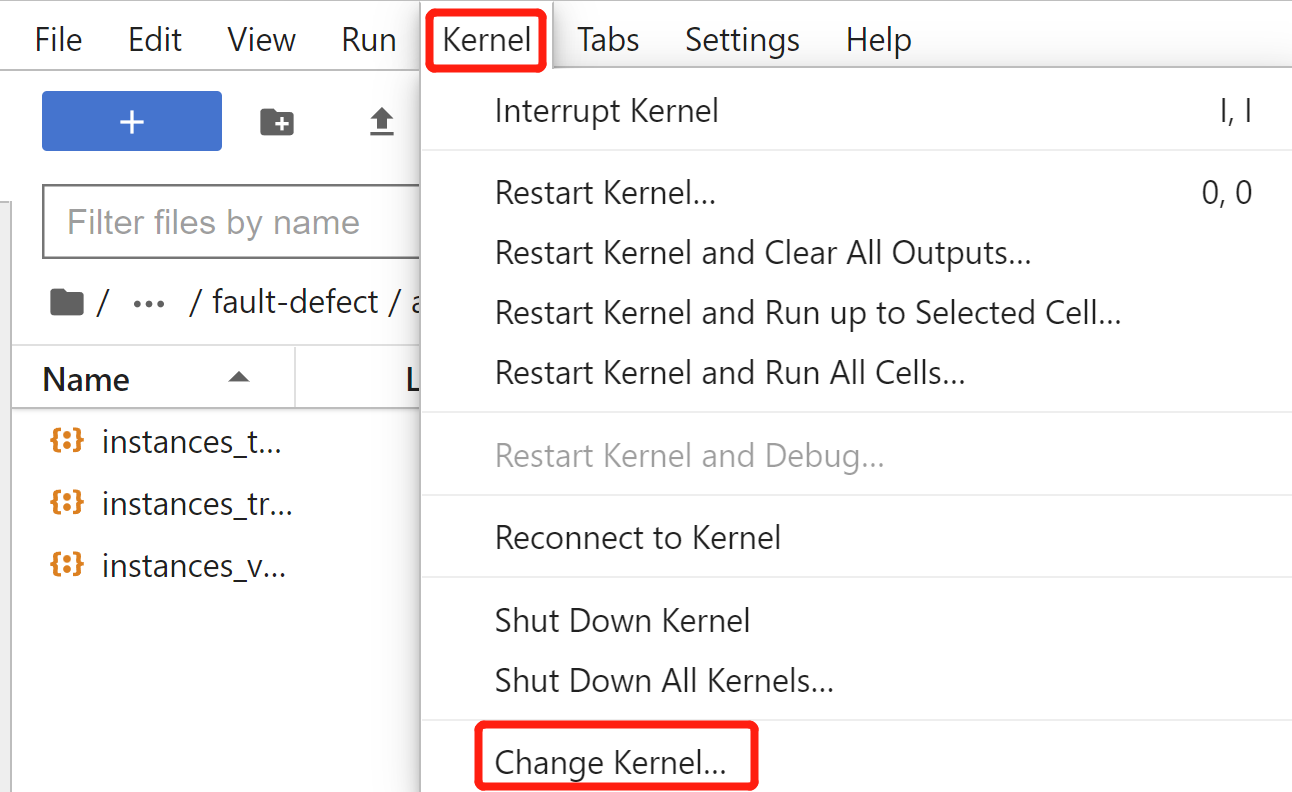 File Edit View Run Kernel Tabs Settings Help
+
Filter files by name
/ ... / fault-defect /
Name
instances_t...
instances_tr...
instances_v...
Interrupt Kernel I, I
Restart Kernel... 0, 0
Restart Kernel and Clear All Outputs...
Restart Kernel and Run up to Selected Cell...
Restart Kernel and Run All Cells...
Restart Kernel and Debug...
Reconnect to Kernel
Shut Down Kernel
Shut Down All Kernels...
Change Kernel...